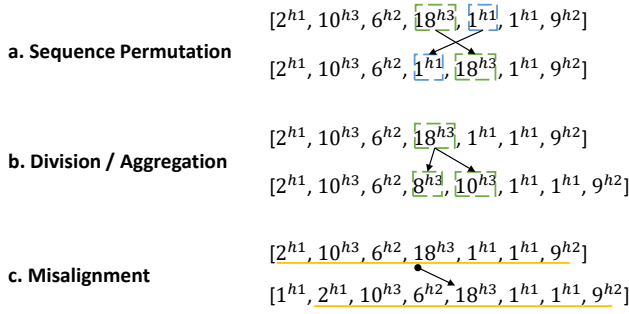 [2^{h1}, 10^{h3}, 6^{h2}, 18^{h3}, 1^{h1}, 1^{h1}, 9^{h2}]
a. Sequence Permutation
[2^{h1}, 10^{h3}, 6^{h2}, 1^{h1}, 18^{h3}, 1^{h1}, 9^{h2}]
[2^{h1}, 10^{h3}, 6^{h2}, 18^{h3}, 1^{h1}, 1^{h1}, 9^{h2}]
b. Division / Aggregation
[2^{h1}, 10^{h3}, 6^{h2}, 8^{h3}, 10^{h3}, 1^{h1}, 1^{h1}, 9^{h2}]
[2^{h1}, 10^{h3}, 6^{h2}, 18^{h3}, 1^{h1}, 1^{h1}, 9^{h2}]
c. Misalignment
[1^{h1}, 2^{h1}, 10^{h3}, 6^{h2}, 18^{h3}, 1^{h1}, 1^{h1}, 9^{h2}]